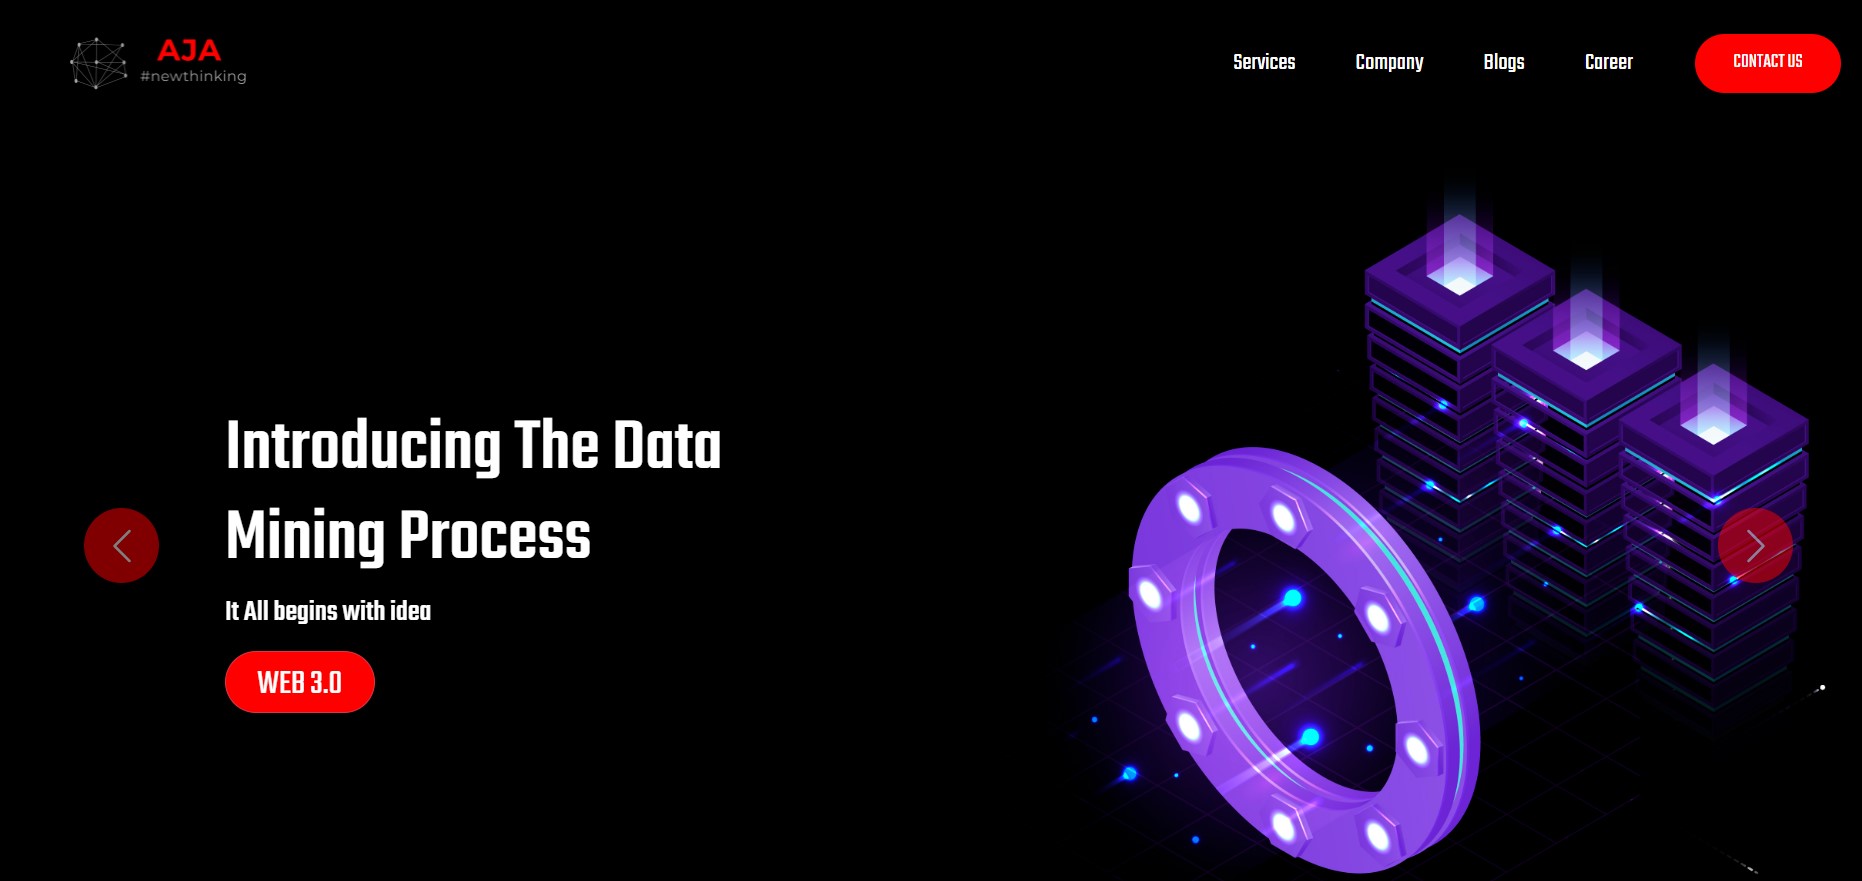 AJA
#newthinking
Services
Company
Blogs
Career
CONTACT US
Introducing The Data
Mining Process
It All begins with idea
WEB 3.0